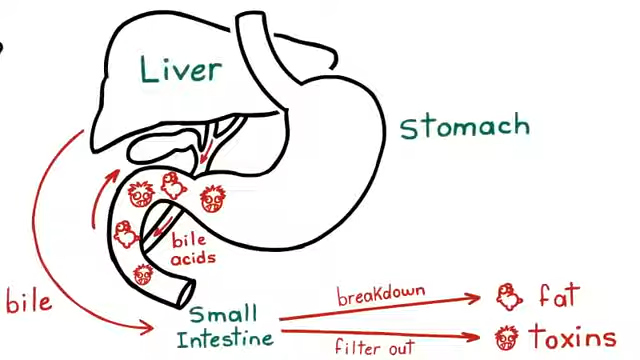 Liver
Stomach
bile
acids
bile
Small
Intestine
breakdown
fat
filter out
toxins